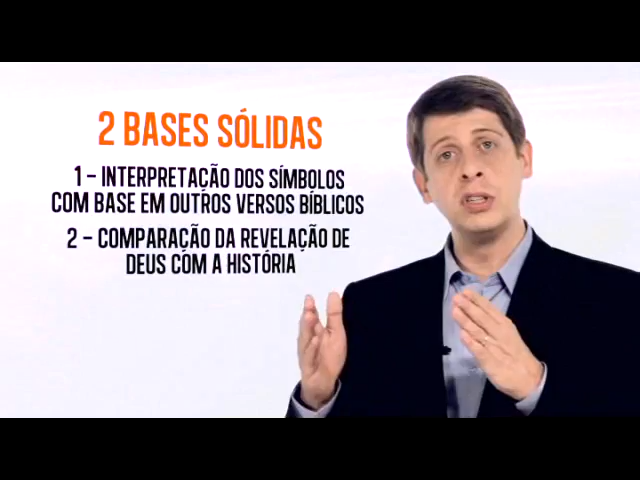 2 BASES SÓLIDAS
1 – INTERPRETAÇÃO DOS SÍMBOLOS
COM BASE EM OUTROS VERSOS BÍBLICOS
2 – COMPARAÇÃO DA REVELAÇÃO DE
DEUS COM A HISTÓRIA